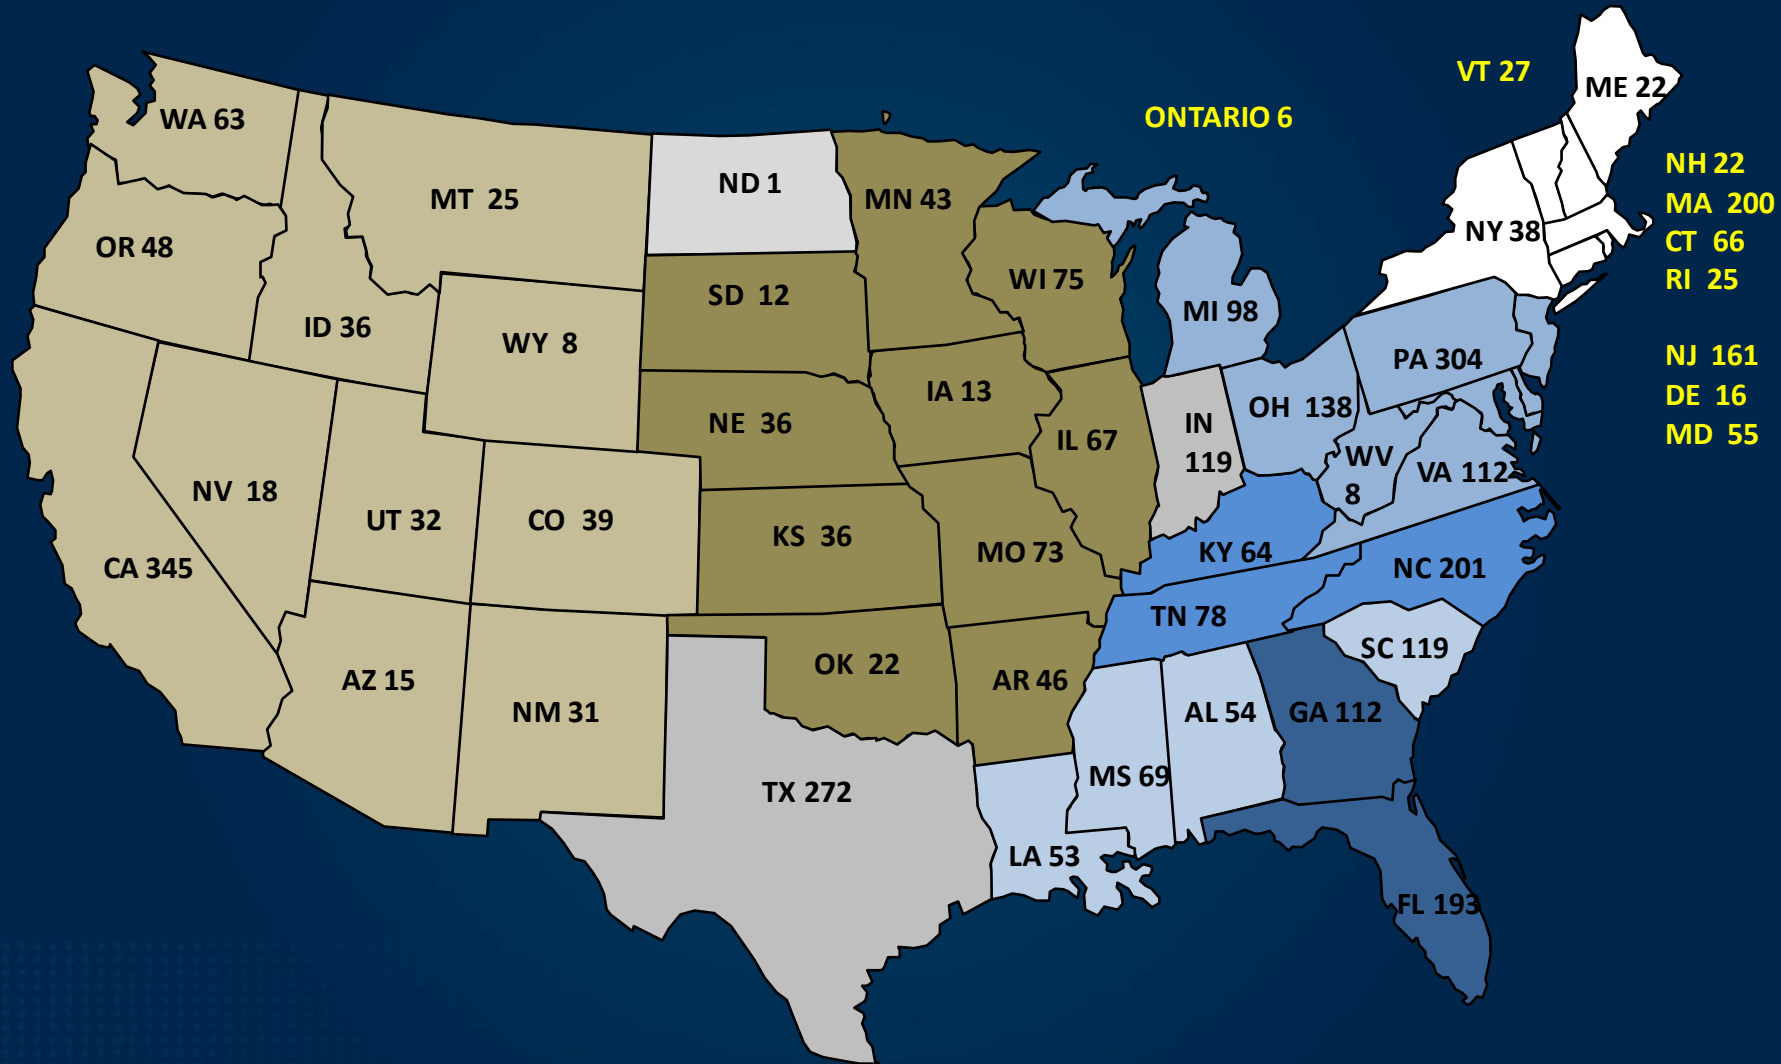 VT 27
ME 22
ONTARIO 6
WA 63
NH 22
ND 1
MT 25
MN 43
MA 200
NY 38
CT 66
OR 48
WI 75
RI 25
SD 12
MI 98
ID 36
WY 8
NJ 161
PA 304
IA 13
DE 16
OH 138
NE 36
IN
119
IL 67
MD 55
WV
8
VA 112
NV 18
UT 32
CO 39
KS 36
MO 73
KY 64
CA 345
NC 201
TN 78
SC 119
OK 22
AR 46
AZ 15
NM 31
AL 54
GA 112
MS 69
TX 272
LA 53
FL 193